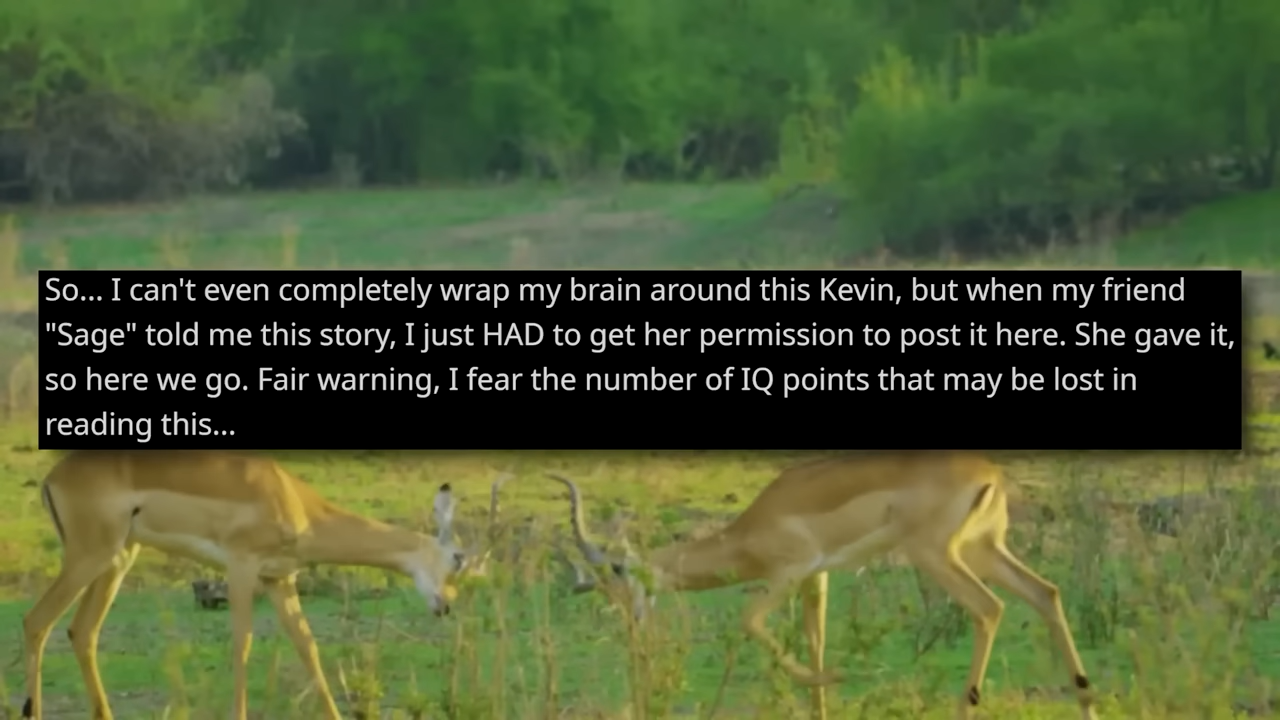 So... I can't even completely wrap my brain around this Kevin, but when my friend
"Sage" told me this story, I just HAD to get her permission to post it here. She gave it,
so here we go. Fair warning, I fear the number of IQ points that may be lost in
reading this...